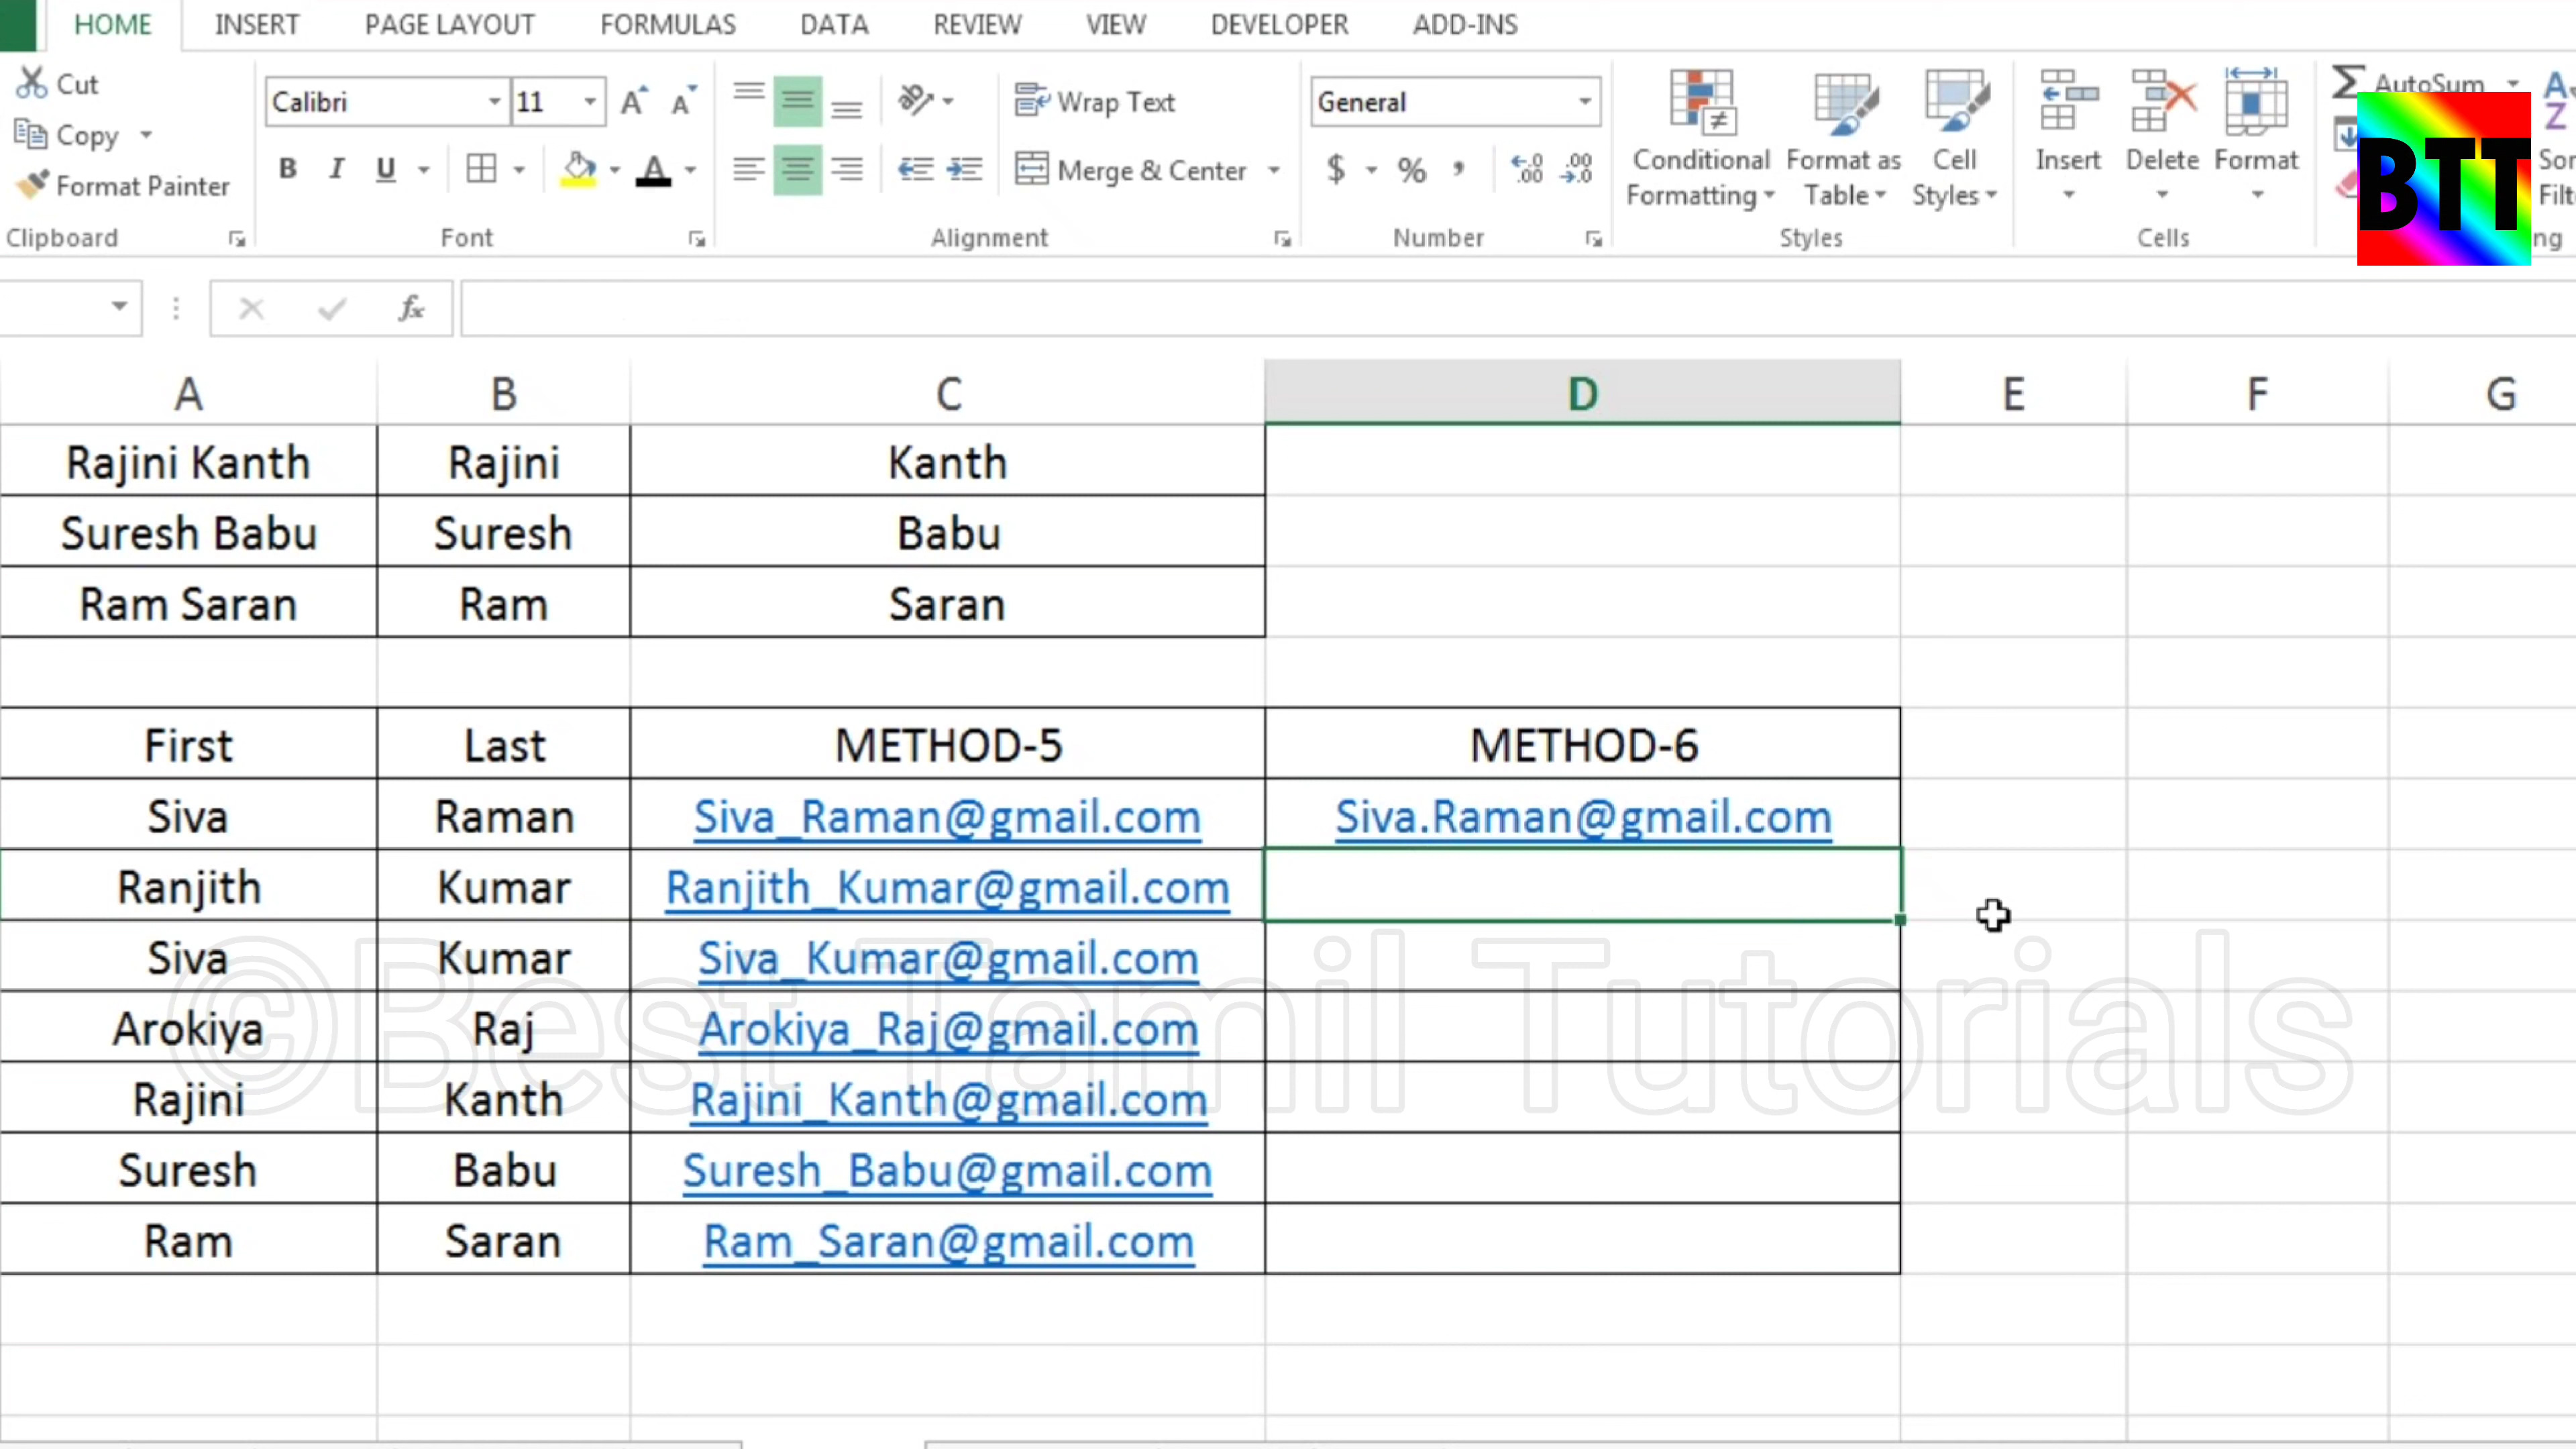 HOME INSERT PAGE LAYOUT FORMULAS DATA REVIEW VIEW DEVELOPER ADD-INS
Cut
Copy
Format Painter
Clipboard
Calibri 11
B I U A
Font
Wrap Text
Merge & Center
Alignment
General
$ % ,
Number
Conditional Formatting
Format as Table
Cell Styles
Styles
Insert Delete Format
Cells
AutoSum
BTT
fx
A B C D E F G
Rajini Kanth Rajini Kanth
Suresh Babu Suresh Babu
Ram Saran Ram Saran
First Last METHOD-5 METHOD-6
Siva Raman Siva_Raman@gmail.com Siva.Raman@gmail.com
Ranjith Kumar Ranjith_Kumar@gmail.com
Siva Kumar Siva_Kumar@gmail.com
Arokiya Raj Arokiya_Raj@gmail.com
Rajini Kanth Rajini_Kanth@gmail.com
Suresh Babu Suresh_Babu@gmail.com
Ram Saran Ram_Saran@gmail.com
©Best Tamil Tutorials